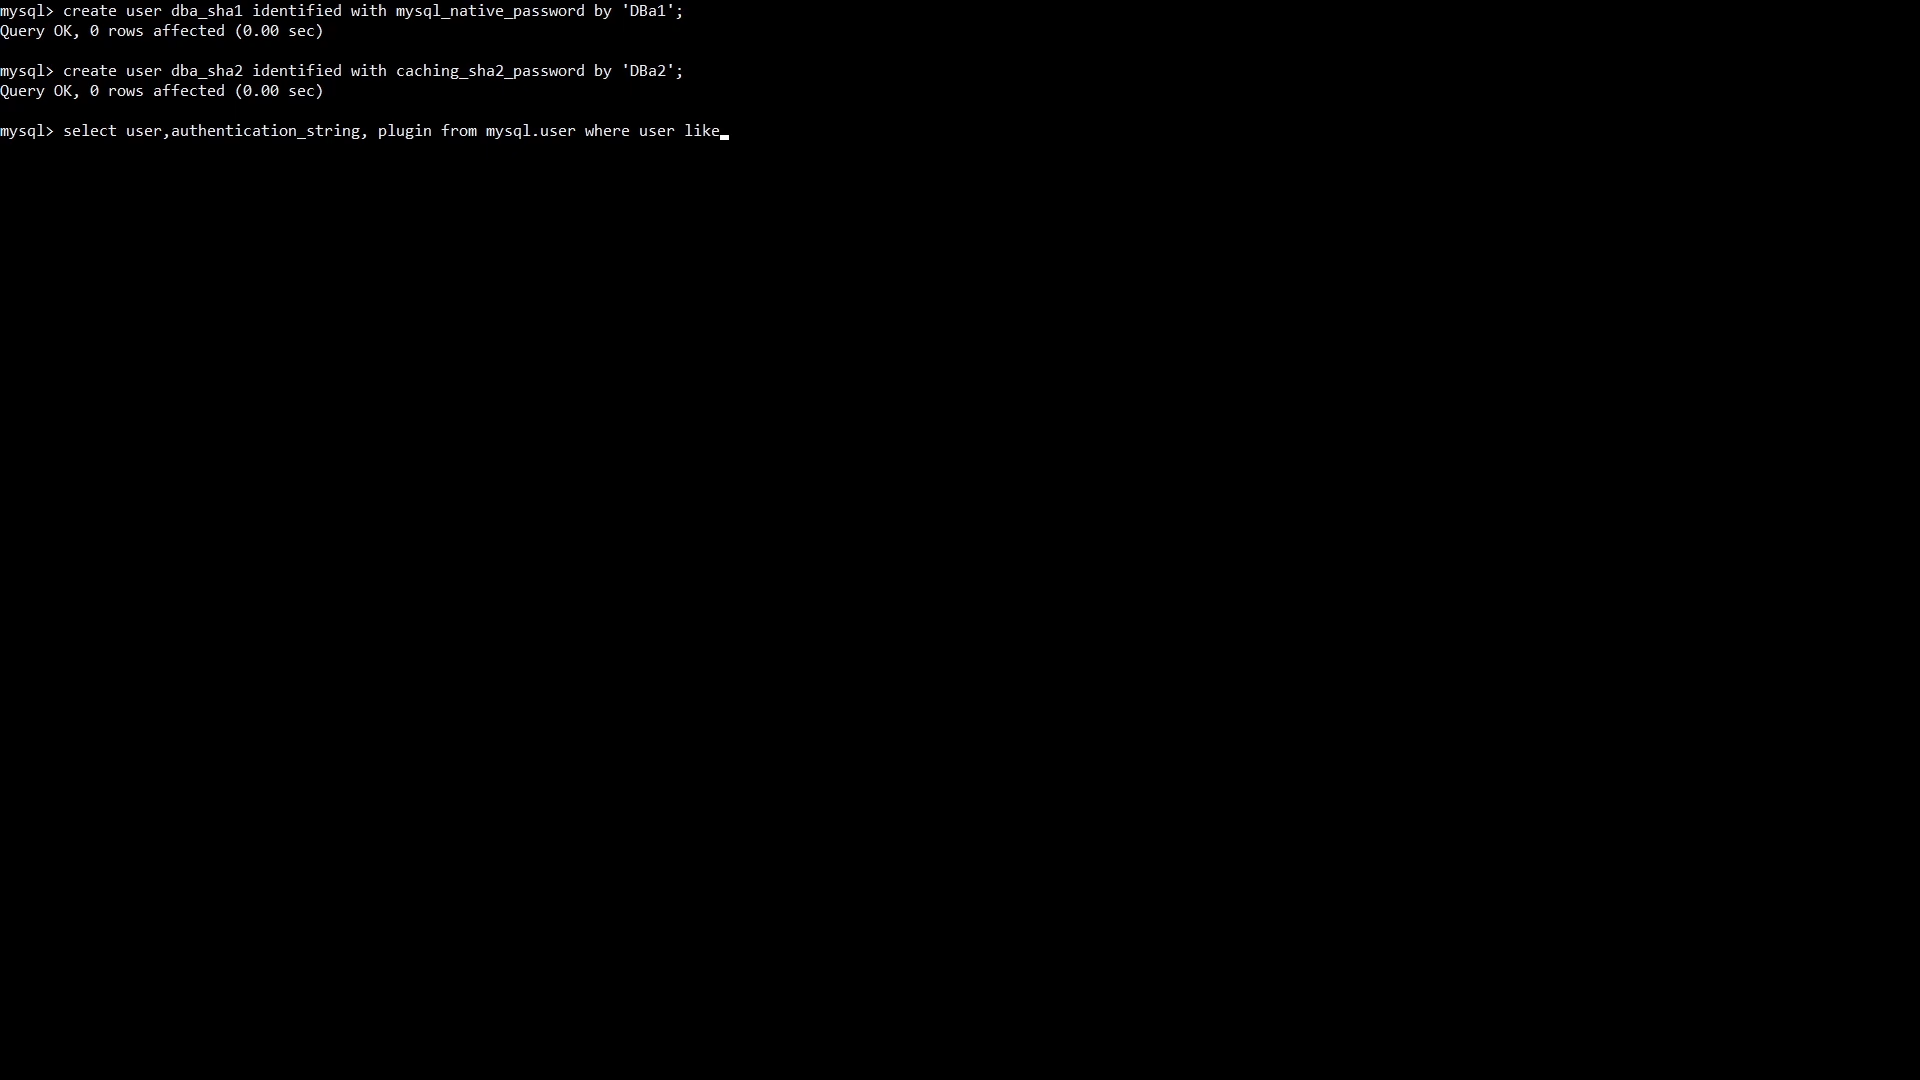 mysql> create user dba_sha1 identified with mysql_native_password by 'DBa1';
Query OK, 0 rows affected (0.00 sec)
mysql> create user dba_sha2 identified with caching_sha2_password by 'DBa2';
Query OK, 0 rows affected (0.00 sec)
mysql> select user,authentication_string, plugin from mysql.user where user like